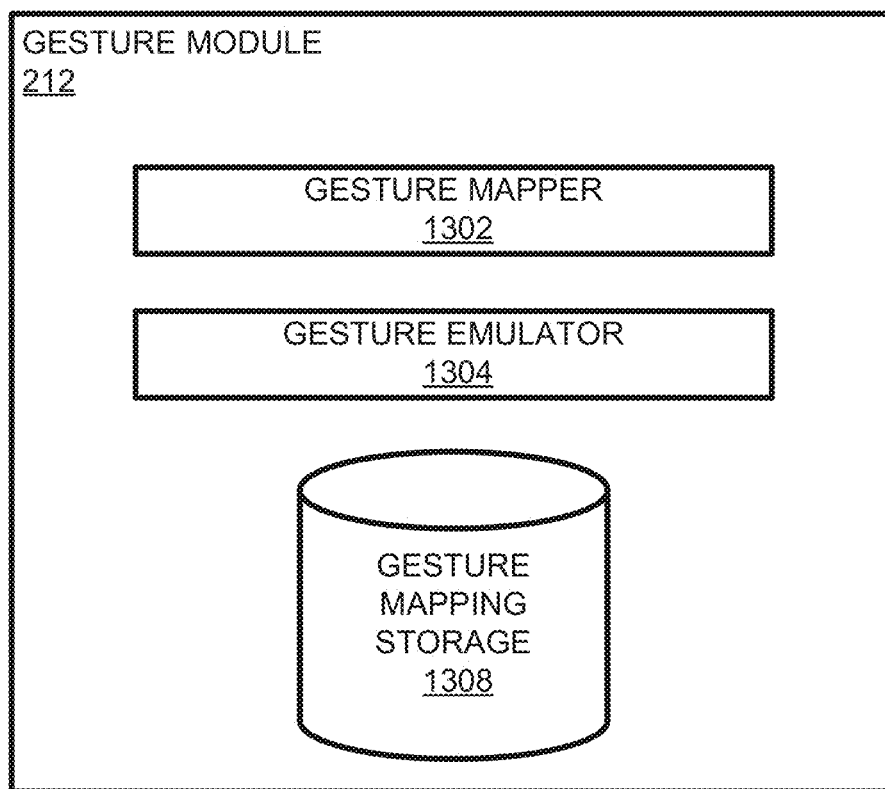 GESTURE MODULE
212
GESTURE MAPPER
1302
GESTURE EMULATOR
1304
GESTURE
MAPPING
STORAGE
1308